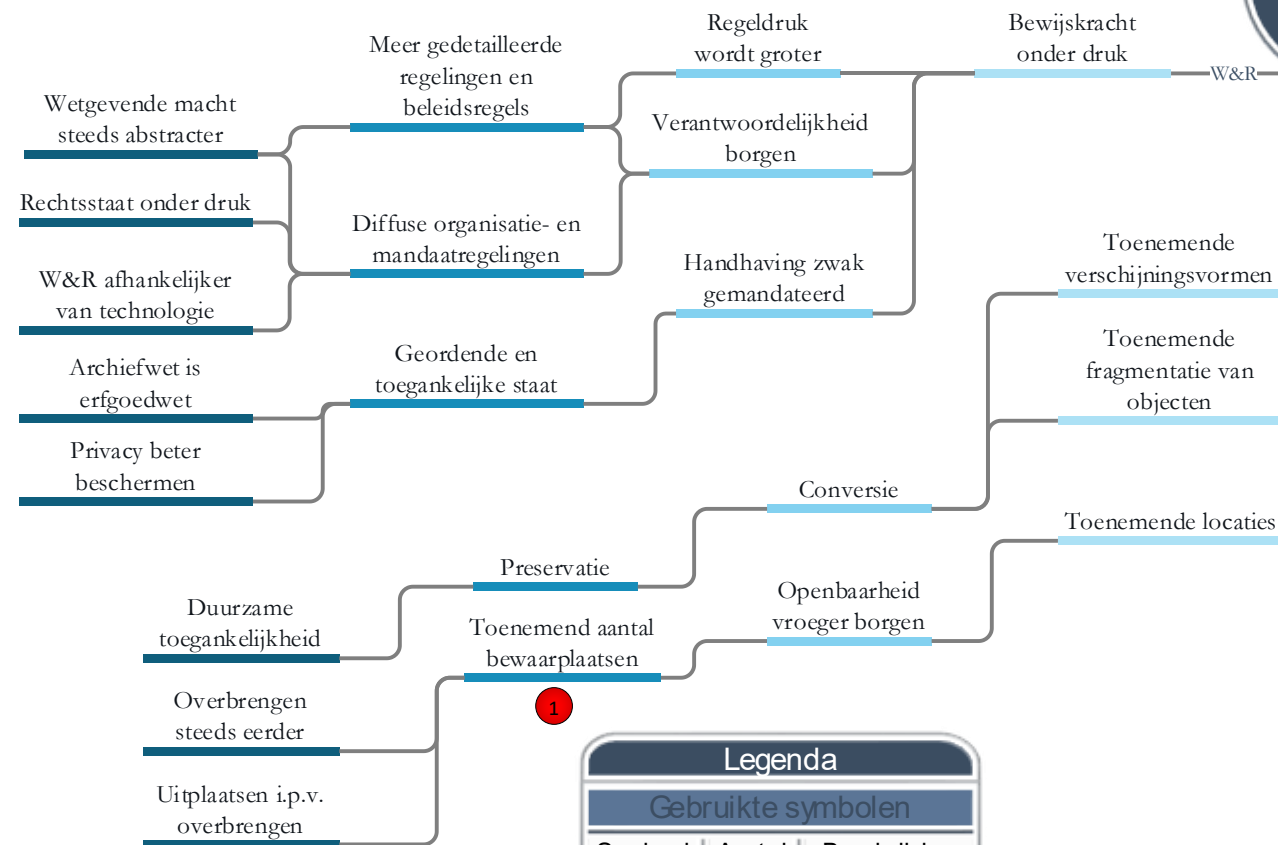 Regeldruk
wordt groter
Bewijskracht
onder druk
W&R
Meer gedetailleerde
regelingen en
beleidsregels
Wetgevende macht
steeds abstracter
Verantwoordelijkheid
borgen
Rechtsstaat onder druk
Diffuse organisatie- en
mandaatregelingen
W&R afhankelijker
van technologie
Handhaving zwak
gemandateerd
Toenemende
verschijningsvormen
Archiefwet is
erfgoedwet
Geordende en
toegankelijke staat
Toenemende
fragmentatie van
objecten
Privacy beter
beschermen
Conversie
Toenemende locaties
Preservatie
Duurzame
toegankelijkheid
Openbaarheid
vroeger borgen
Toenemend aantal
bewaarplaatsen
1
Overbrengen
steeds eerder
Uitplaatsen i.p.v.
overbrengen
Legenda
Gebruikte symbolen